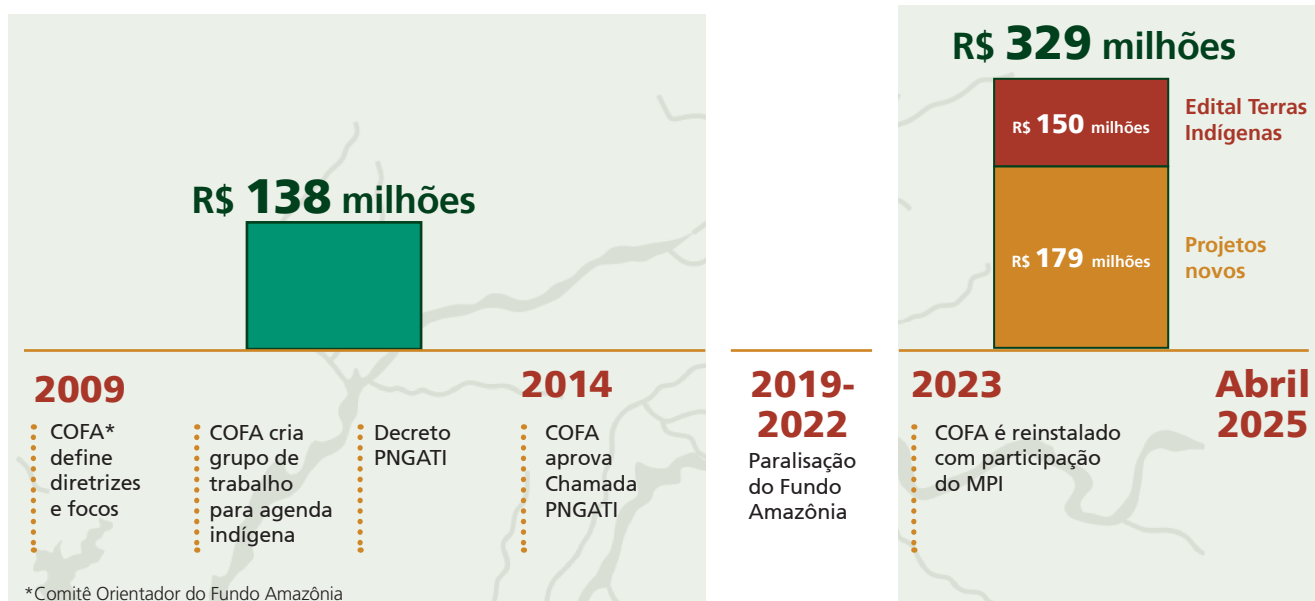 R$ 138 milhões
2009
COFA*
define
diretrizes
e focos
COFA cria
grupo de
trabalho
para agenda
indígena
Decreto
PNGATI
2014
COFA
aprova
Chamada
PNGATI
*Comitê Orientador do Fundo Amazônia
2019-
2022
Paralisação
do Fundo
Amazônia
R$ 329 milhões
R$ 150 milhões
Edital Terras
Indígenas
R$ 179 milhões
Projetos
novos
2023
COFA é reinstalado
com participação
do MPI
Abril
2025